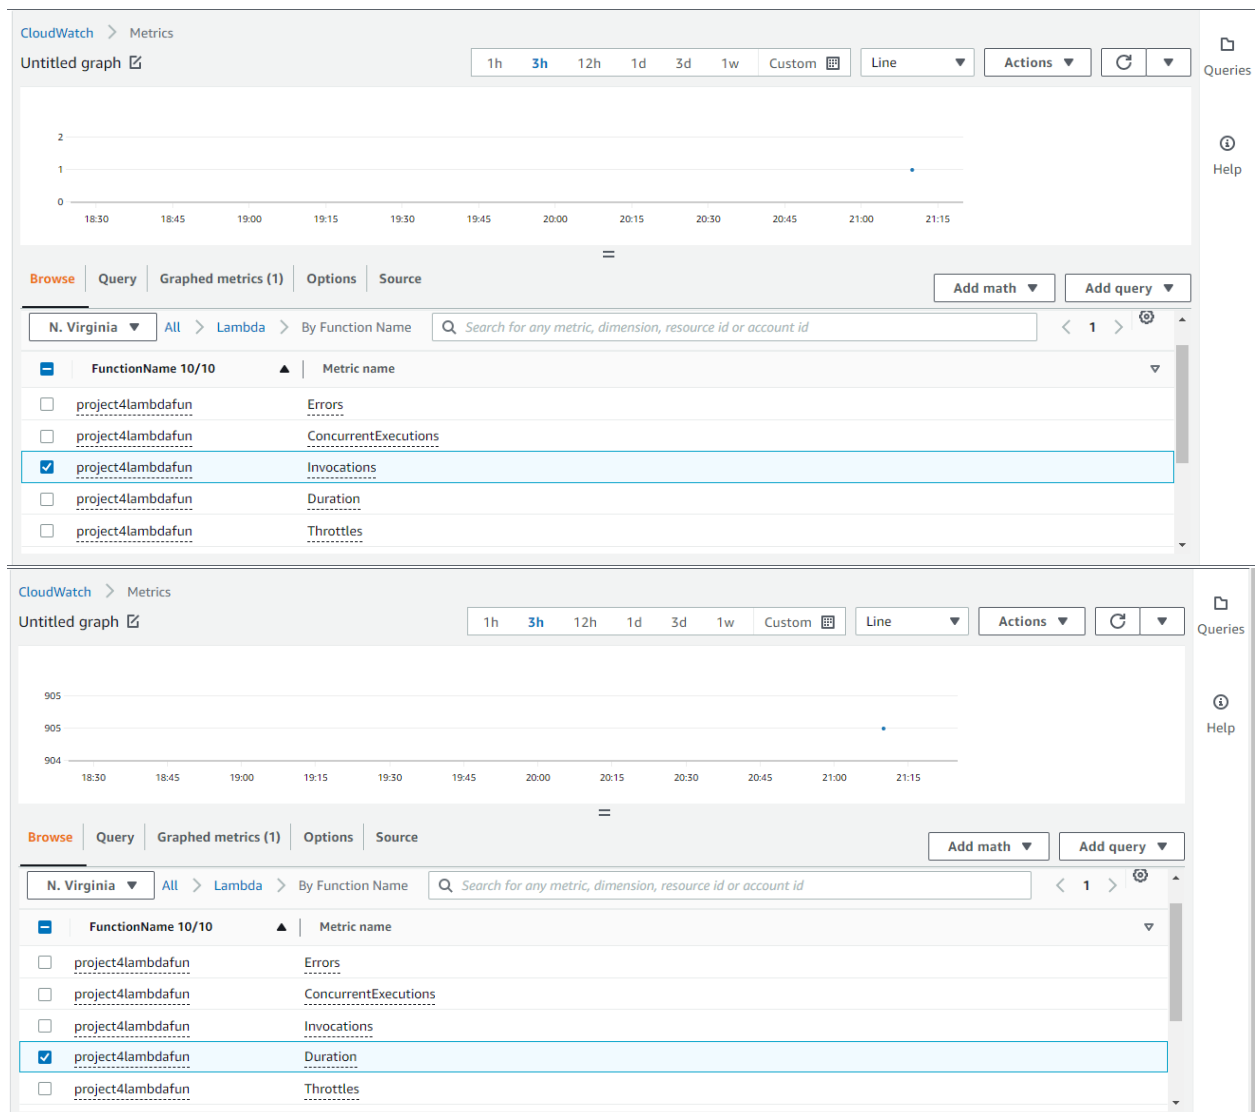 CloudWatch > Metrics
Untitled graph
1h 3h 12h 1d 3d 1w Custom Line Actions
Queries
Help
2
1
0
18:30 18:45 19:00 19:15 19:30 19:45 20:00 20:15 20:30 20:45 21:00 21:15
Browse Query Graphed metrics (1) Options Source
Add math Add query
N. Virginia All > Lambda > By Function Name Search for any metric, dimension, resource id or account id < 1 >
FunctionName 10/10 Metric name
project4lambdafun Errors
project4lambdafun ConcurrentExecutions
project4lambdafun Invocations
project4lambdafun Duration
project4lambdafun Throttles
CloudWatch > Metrics
Untitled graph
1h 3h 12h 1d 3d 1w Custom Line Actions
Queries
Help
905
905
904
18:30 18:45 19:00 19:15 19:30 19:45 20:00 20:15 20:30 20:45 21:00 21:15
Browse Query Graphed metrics (1) Options Source
Add math Add query
N. Virginia All > Lambda > By Function Name Search for any metric, dimension, resource id or account id < 1 >
FunctionName 10/10 Metric name
project4lambdafun Errors
project4lambdafun ConcurrentExecutions
project4lambdafun Invocations
project4lambdafun Duration
project4lambdafun Throttles